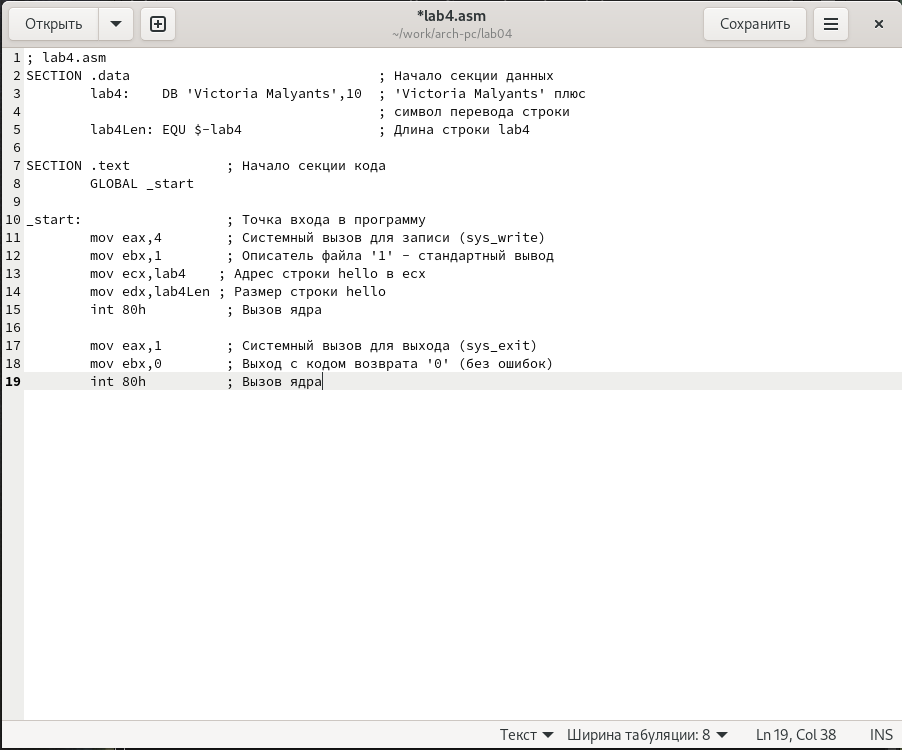 Открыть
*lab4.asm
~/work/arch-pc/lab04
Сохранить
1 ; lab4.asm
2 SECTION .data ; Начало секции данных
3 lab4: DB 'Victoria Malyants',10 ; 'Victoria Malyants' плюс
4 ; символ перевода строки
5 lab4Len: EQU $-lab4 ; Длина строки lab4
6
7 SECTION .text ; Начало секции кода
8 GLOBAL _start
9
10 _start: ; Точка входа в программу
11 mov eax,4 ; Системный вызов для записи (sys_write)
12 mov ebx,1 ; Описатель файла '1' - стандартный вывод
13 mov ecx,lab4 ; Адрес строки hello в ecx
14 mov edx,lab4Len ; Размер строки hello
15 int 80h ; Вызов ядра
16
17 mov eax,1 ; Системный вызов для выхода (sys_exit)
18 mov ebx,0 ; Выход с кодом возврата '0' (без ошибок)
19 int 80h ; Вызов ядра
Текст Ширина табуляции: 8 Ln 19, Col 38 INS